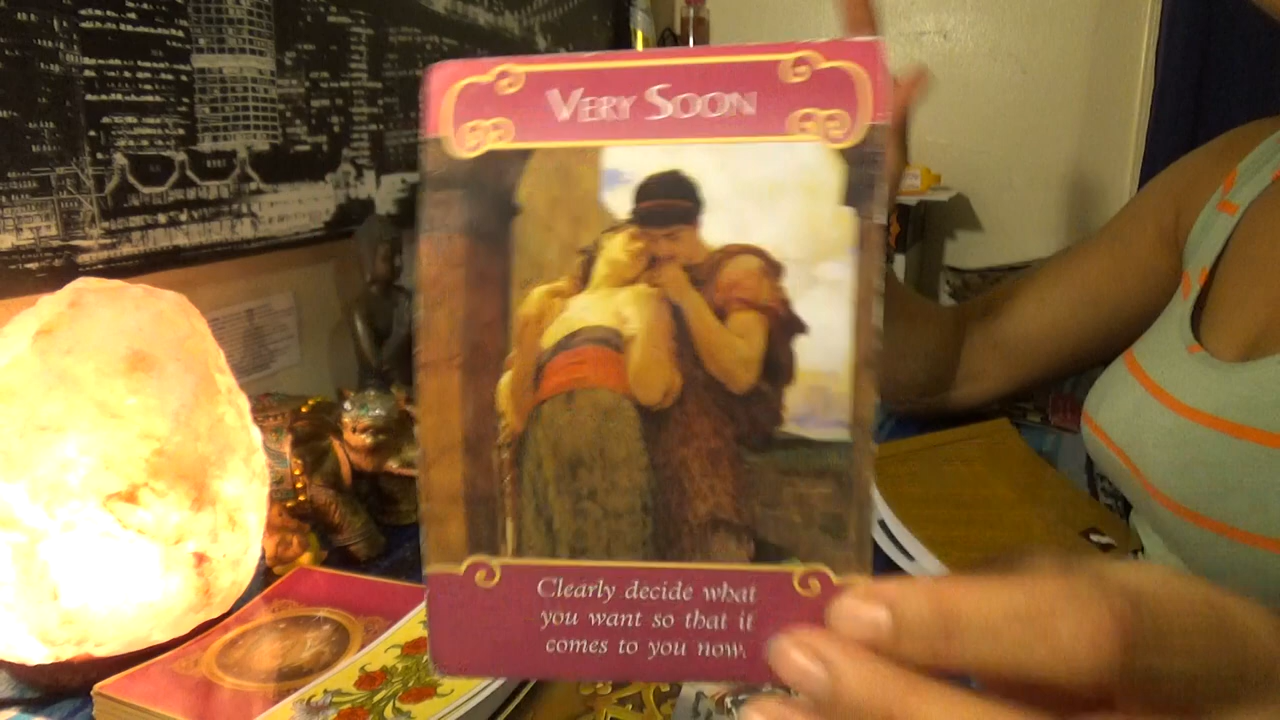 VERY SOON
Clearly decide what
you want so that it
comes to you now.